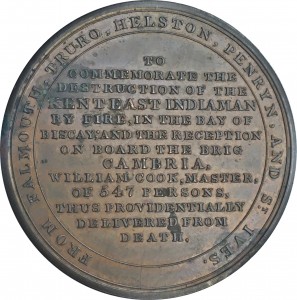 FROM FALMOUTH, TRURO, HELSTON, PENRYN, AND ST. IVES.
TO
COMMEMORATE THE
DESTRUCTION OF THE
KENT EAST INDIAMAN
BY FIRE, IN THE BAY OF
BISCAY, AND THE RECEPTION
ON BOARD THE BRIG
CAMBRIA,
WILLIAM COOK, MASTER,
OF 547 PERSONS,
THUS PROVIDENTIALLY
DELIVERED FROM
DEATH.